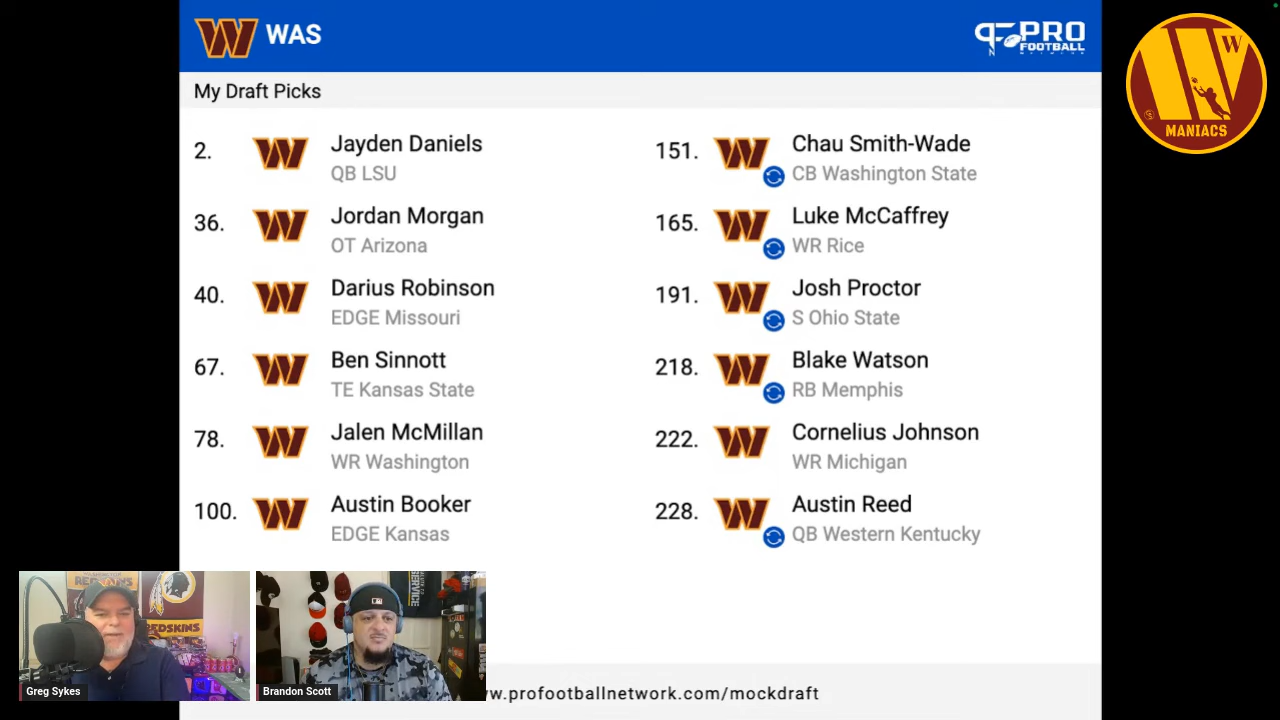 WAS
PRO
FOOTBALL
NETWORK
My Draft Picks
2.
Jayden Daniels
QB LSU
36.
Jordan Morgan
OT Arizona
40.
Darius Robinson
EDGE Missouri
67.
Ben Sinnott
TE Kansas State
78.
Jalen McMillan
WR Washington
100.
Austin Booker
EDGE Kansas
151.
Chau Smith-Wade
CB Washington State
165.
Luke McCaffrey
WR Rice
191.
Josh Proctor
S Ohio State
218.
Blake Watson
RB Memphis
222.
Cornelius Johnson
WR Michigan
228.
Austin Reed
QB Western Kentucky
W
MANIACS
REDSKINS
REDSKINS
SERVICE
Greg Sykes
Brandon Scott
w.profootballnetwork.com/mockdraft